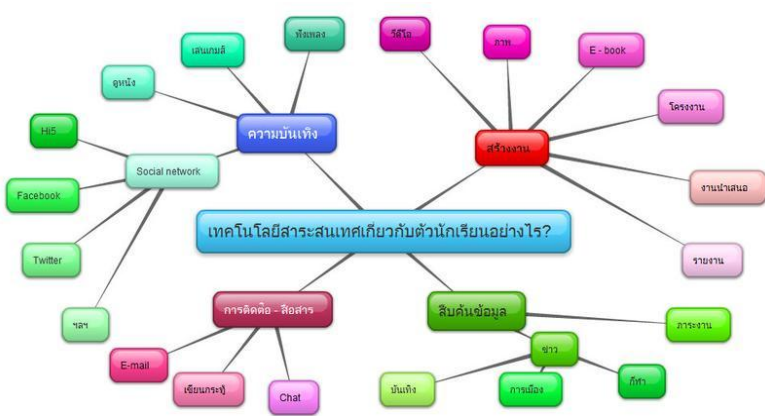 ฟังเพลง
เล่นเกมส์
ดูหนัง
ความบันเทิง
Hi5
Social network
Facebook
Twitter
ฯลฯ
วีดีโอ
ภาพ
E - book
โครงงาน
สร้างงาน
งานนำเสนอ
รายงาน
เทคโนโลยีสาระสนเทศเกี่ยวกับตัวนักเรียนอย่างไร?
การติดต่อ - สื่อสาร
E-mail
เขียนกระทู้
Chat
สืบค้นข้อมูล
ภาระงาน
ข่าว
บันเทิง
การเมือง
กีฬา